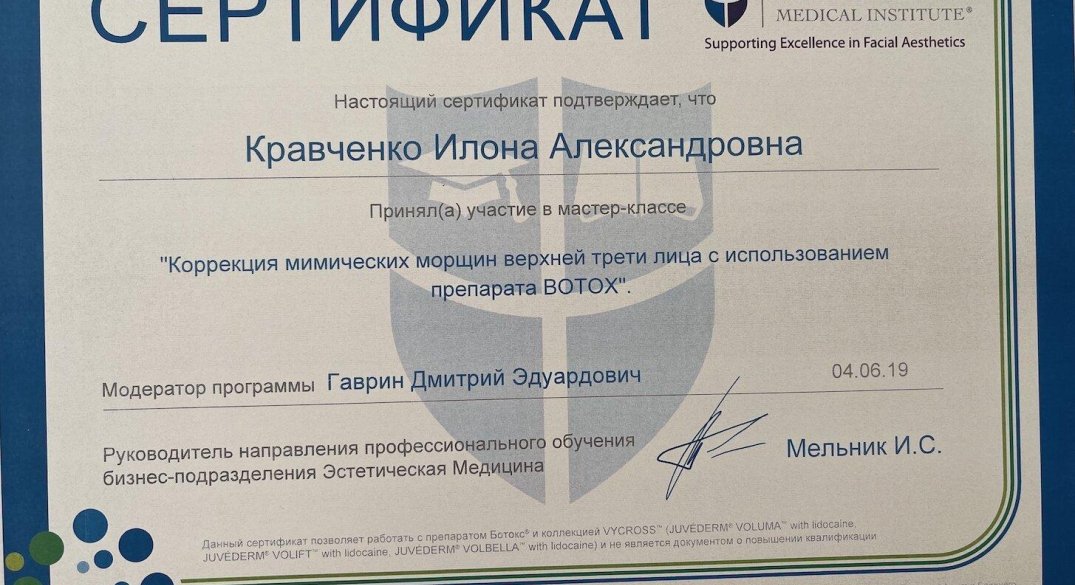 СЕРТИФИКАТ
MEDICAL INSTITUTE®
Supporting Excellence in Facial Aesthetics
Настоящий сертификат подтверждает, что
Кравченко Илона Александровна
Принял(а) участие в мастер-классе
"Коррекция мимических морщин верхней трети лица с использованием
препарата BOTOX".
Модератор программы Гаврин Дмитрий Эдуардович 04.06.19
Руководитель направления профессионального обучения
бизнес-подразделения Эстетическая Медицина
Мельник И.С.
Данный сертификат позволяет работать с препаратом Ботокс® и коллекцией VYCROSS™ (JUVÉDERM® VOLUMA™ with lidocaine,
JUVÉDERM® VOLIFT™ with lidocaine, JUVÉDERM® VOLBELLA™ with lidocaine) и не является документом о повышении квалификации